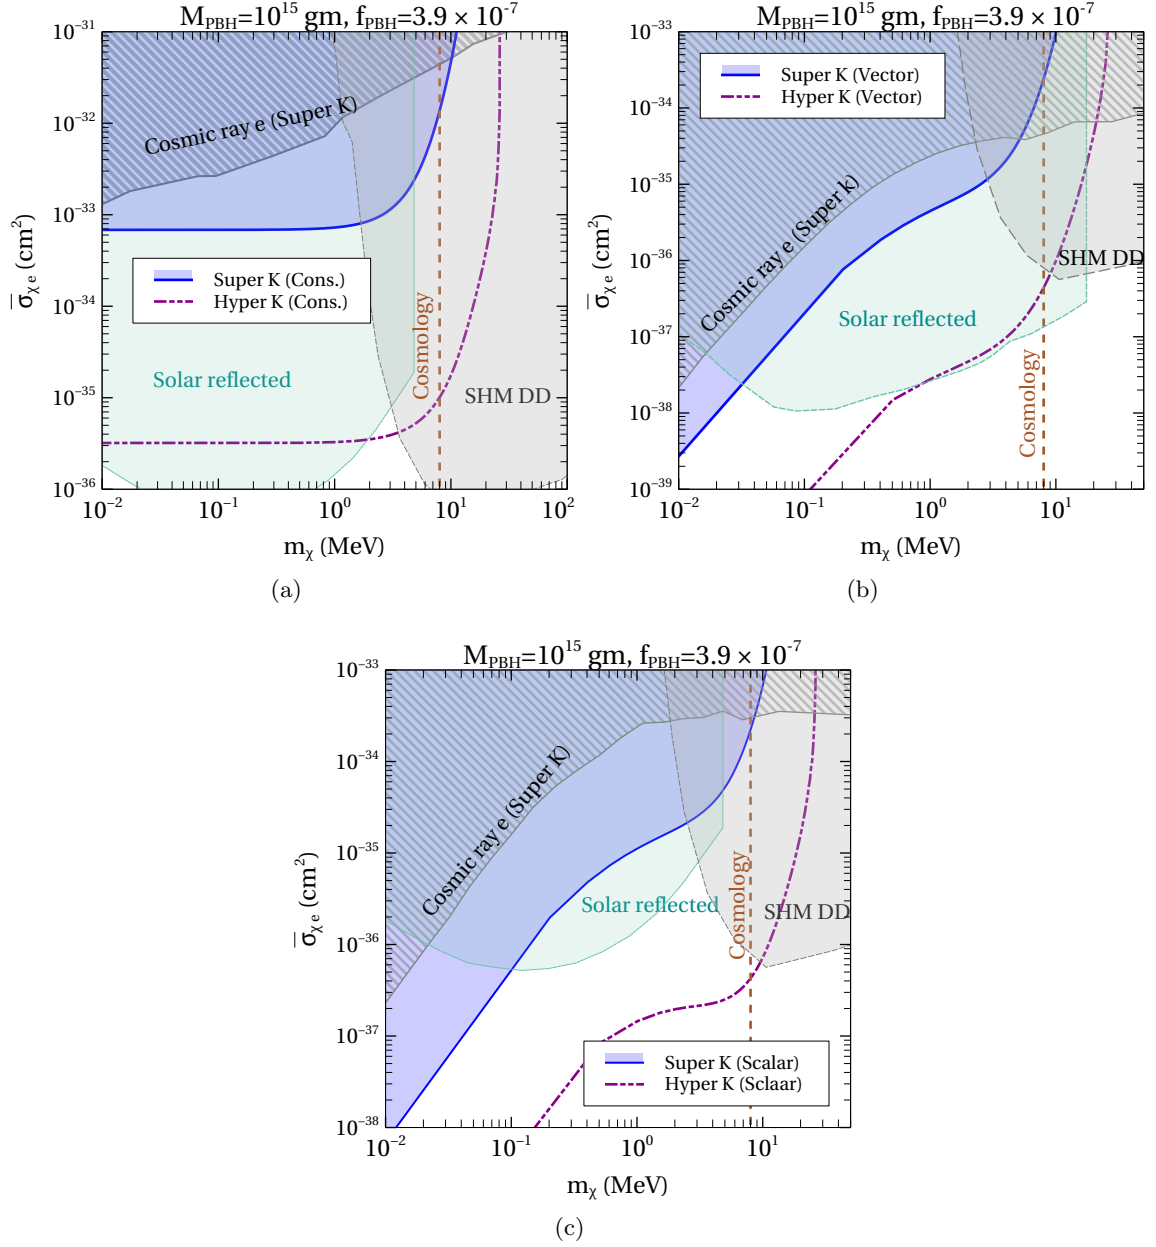 M_PBH=10^15 gm, f_PBH=3.9 × 10^-7
10^-31
10^-32
10^-33
10^-34
10^-35
10^-36
σ̅_χ e (cm^2)
Cosmic ray e (Super K)
Super K (Cons.)
Hyper K (Cons.)
Solar reflected
Cosmology
SHM DD
10^-2
10^-1
10^0
10^1
10^2
m_χ (MeV)
(a)
M_PBH=10^15 gm, f_PBH=3.9 × 10^-7
10^-33
10^-34
10^-35
10^-36
10^-37
10^-38
10^-39
σ̅_χ e (cm^2)
Super K (Vector)
Hyper K (Vector)
Cosmic ray e (Super k)
SHM DD
Solar reflected
Cosmology
10^-2
10^-1
10^0
10^1
m_χ (MeV)
(b)
M_PBH=10^15 gm, f_PBH=3.9 × 10^-7
10^-33
10^-34
10^-35
10^-36
10^-37
10^-38
σ̅_χ e (cm^2)
Cosmic ray e (Super K)
Solar reflected
Cosmology
SHM DD
Super K (Scalar)
Hyper K (Sclaar)
10^-2
10^-1
10^0
10^1
m_χ (MeV)
(c)